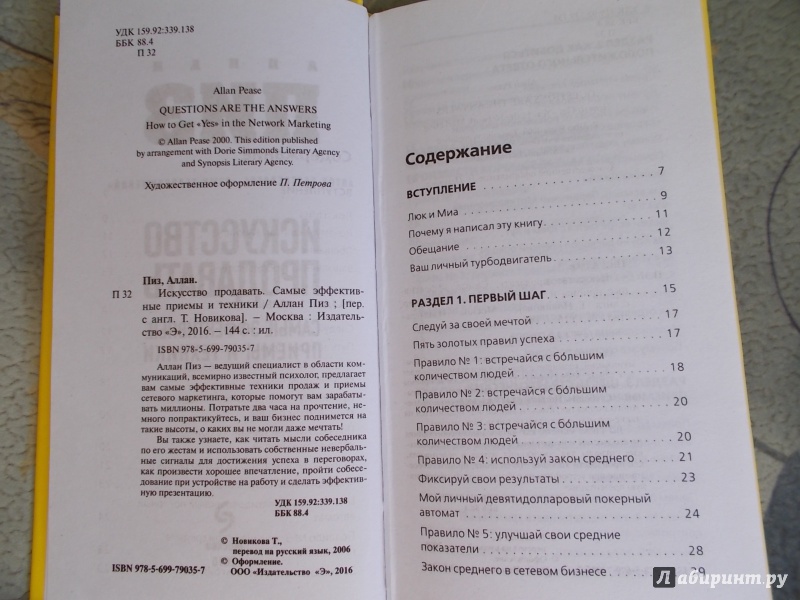 УДК 159.92:339.138
ББК 88.4
П 32
Allan Pease
QUESTIONS ARE THE ANSWERS
How to Get «Yes» in the Network Marketing
© Allan Pease 2000. This edition published
by arrangement with Dorie Simmonds Literary Agency
and Synopsis Literary Agency.
Художественное оформление П. Петрова
Пиз, Аллан.
П 32 Искусство продавать. Самые эффектив-
ные приемы и техники / Аллан Пиз ; [пер.
с англ. Т. Новикова]. — Москва : Издатель-
ство «Э», 2016. — 144 с. : ил.
ISBN 978-5-699-79035-7
Аллан Пиз — ведущий специалист в области ком-
муникаций, всемирно известный психолог, предлагает
вам самые эффективные техники продаж и приемы
сетевого маркетинга, которые помогут вам зарабаты-
вать миллионы. Потратьте два часа на прочтение, не-
много попрактикуйтесь, и ваш бизнес поднимется на
такие высоты, о каких вы не могли даже мечтать!
Вы также узнаете, как читать мысли собеседника
по его жестам и использовать собственные невербаль-
ные сигналы для достижения успеха в переговорах,
как произвести хорошее впечатление, пройти собесе-
дование при устройстве на работу и сделать эффектив-
ную презентацию.
УДК 159.92:339.138
ББК 88.4
© Новикова Т.,
перевод на русский язык, 2006
© Оформление.
ISBN 978-5-699-79035-7 ООО «Издательство «Э», 2016
Содержание
ВСТУПЛЕНИЕ 7
Люк и Миа 9
Почему я написал эту книгу 11
Обещание 12
Ваш личный турбодвигатель 13
РАЗДЕЛ 1. ПЕРВЫЙ ШАГ 15
Следуй за своей мечтой 17
Пять золотых правил успеха 17
Правило № 1: встречайся с бо́льшим
количеством людей 18
Правило № 2: встречайся с бо́льшим
количеством людей 20
Правило № 3: встречайся с бо́льшим
количеством людей 20
Правило № 4: используй закон среднего 21
Фиксируй свои результаты 23
Мой личный девятидолларовый покерный
автомат 24
Правило № 5: улучшай свои средние
показатели 28
Закон среднего в сетевом бизнесе 29
Лабиринт.ру